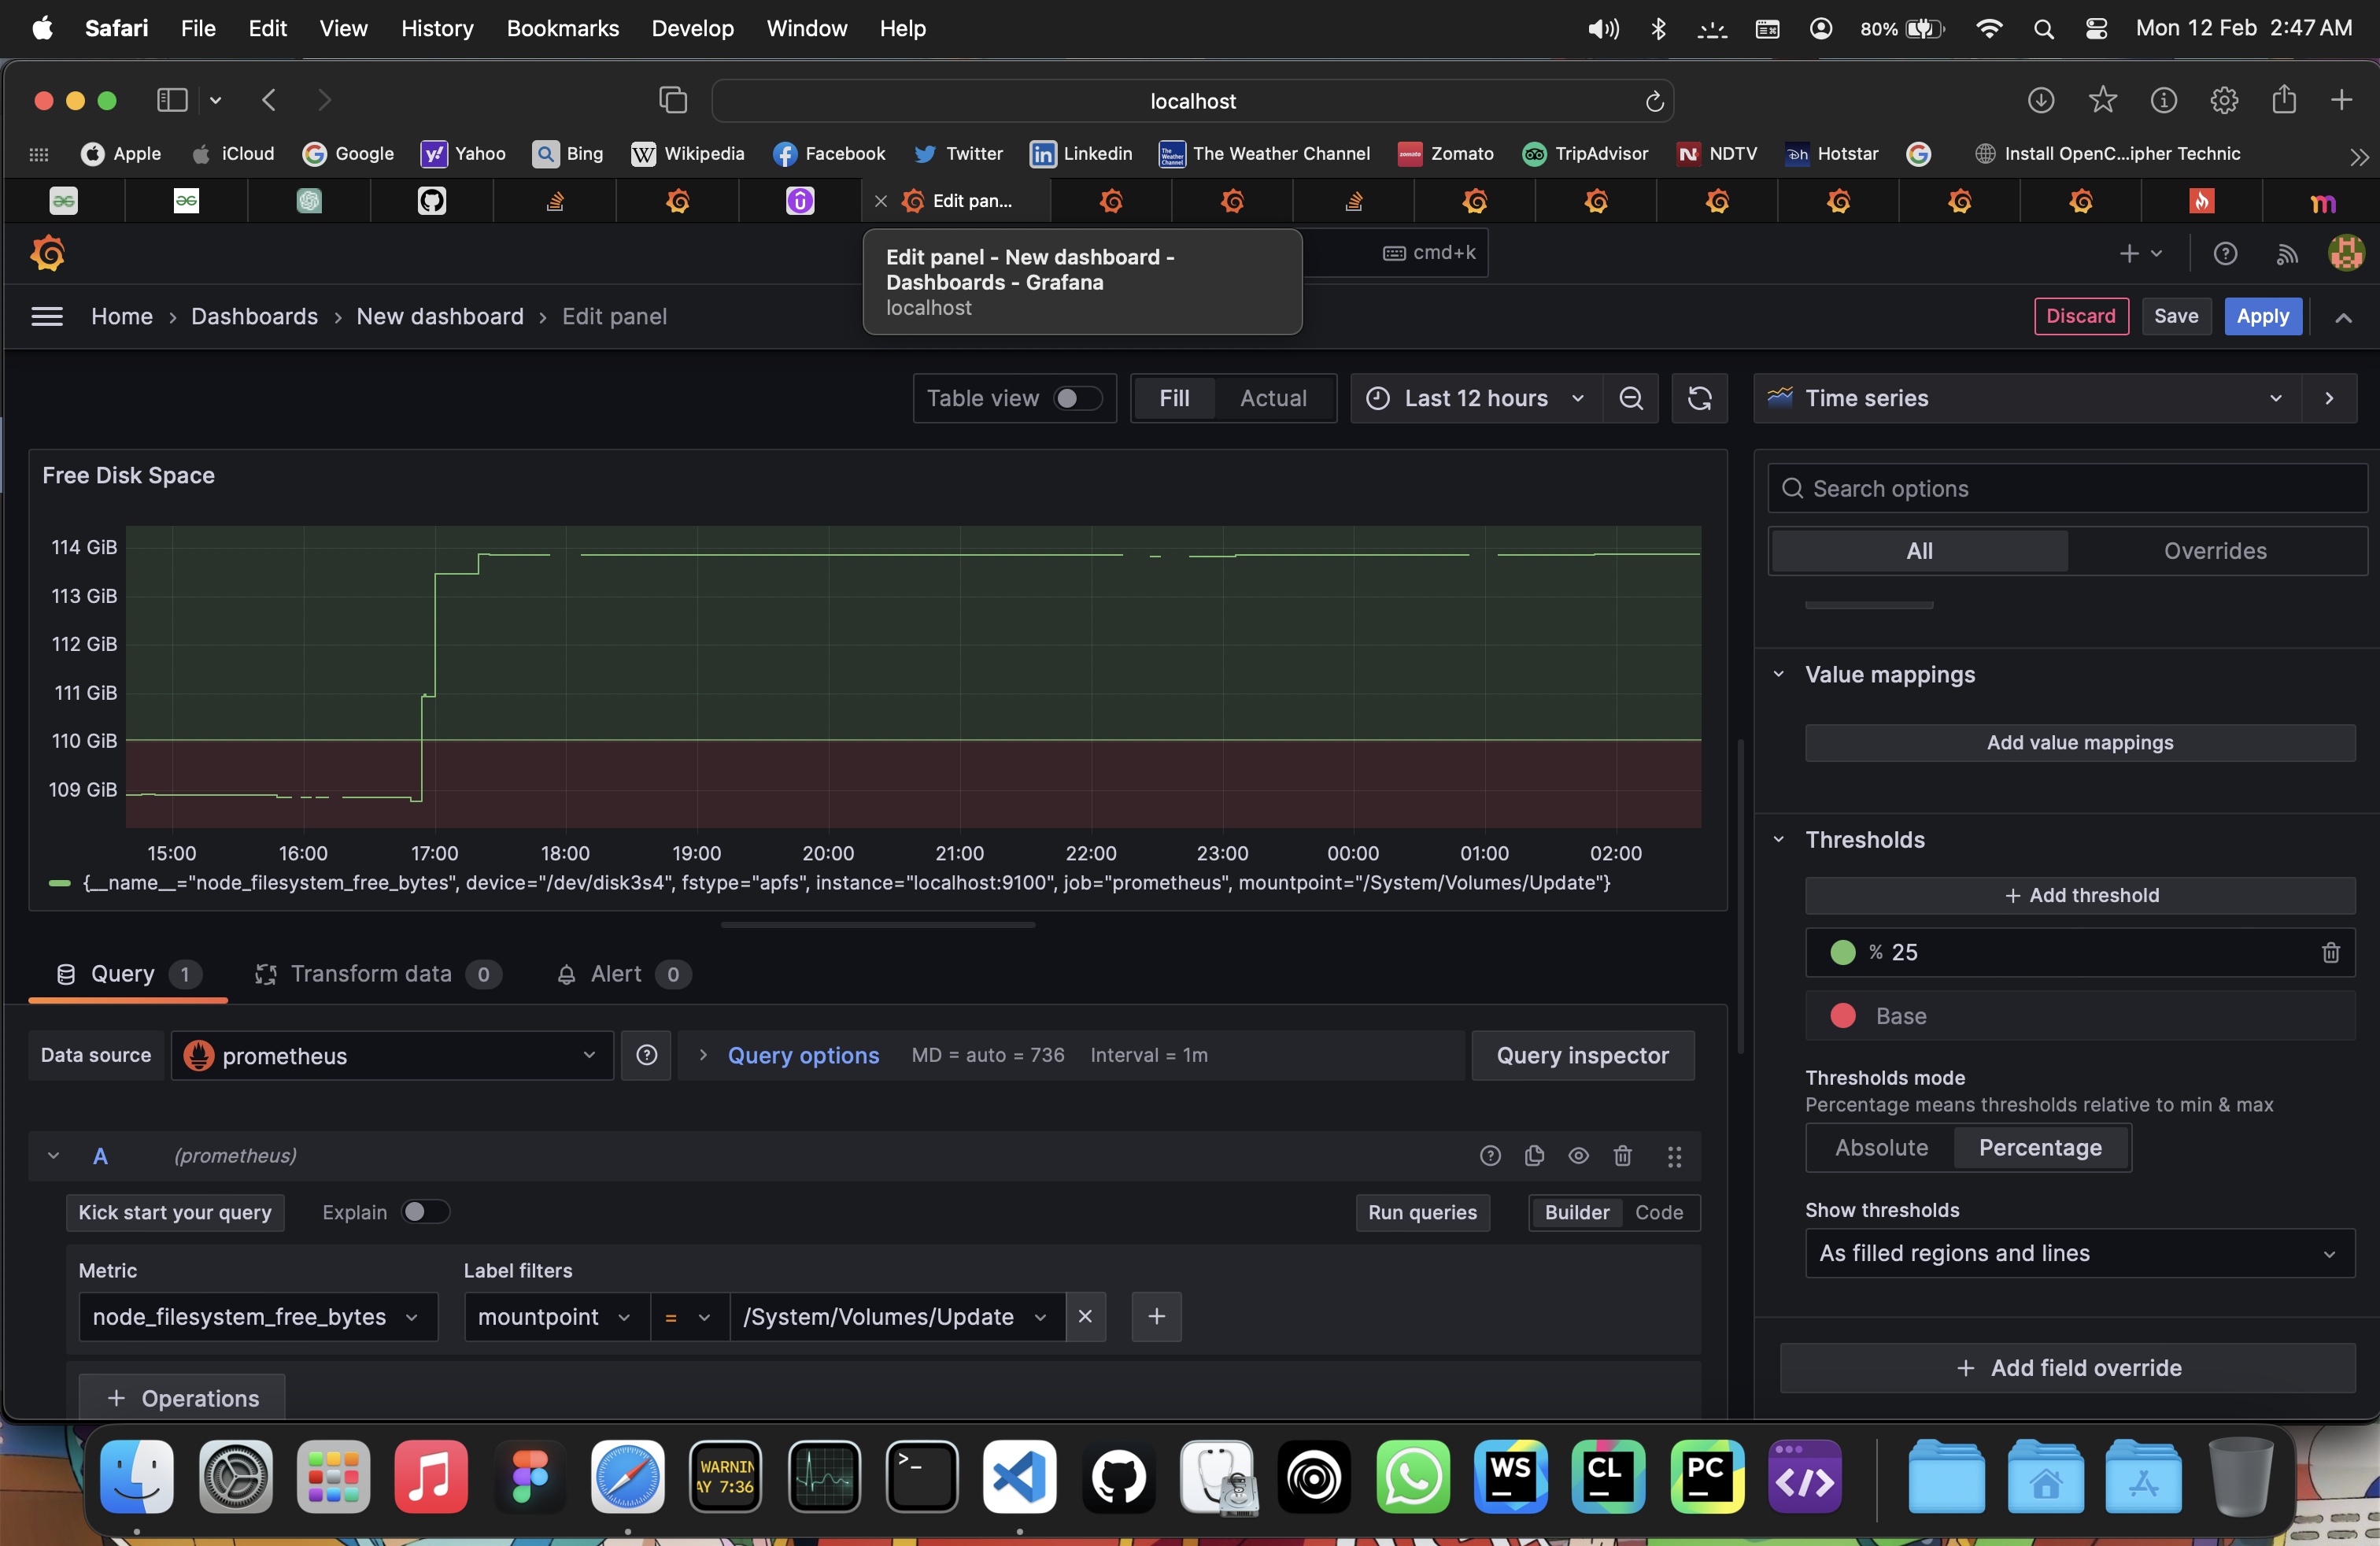 Safari File Edit View History Bookmarks Develop Window Help 80% Mon 12 Feb 2:47 AM
localhost
Apple iCloud Google Yahoo Bing Wikipedia Facebook Twitter Linkedin The Weather Channel Zomato TripAdvisor NDTV Hotstar Install OpenC...ipher Technic
Edit pan...
Edit panel - New dashboard -
Dashboards - Grafana
localhost
cmd+k
Home › Dashboards › New dashboard › Edit panel
Discard Save Apply
Table view Fill Actual Last 12 hours Time series
Free Disk Space
Search options
All Overrides
114 GiB
113 GiB
112 GiB
111 GiB
110 GiB
109 GiB
15:00 16:00 17:00 18:00 19:00 20:00 21:00 22:00 23:00 00:00 01:00 02:00
{__name__="node_filesystem_free_bytes", device="/dev/disk3s4", fstype="apfs", instance="localhost:9100", job="prometheus", mountpoint="/System/Volumes/Update"}
Value mappings
Add value mappings
Thresholds
+ Add threshold
% 25
Base
Thresholds mode
Percentage means thresholds relative to min & max
Absolute Percentage
Show thresholds
As filled regions and lines
+ Add field override
Query 1 Transform data 0 Alert 0
Data source prometheus Query options MD = auto = 736 Interval = 1m Query inspector
A (prometheus)
Kick start your query Explain Run queries Builder Code
Metric Label filters
node_filesystem_free_bytes mountpoint = /System/Volumes/Update
+ Operations
WARNIN
AY 7:36
WS
CL
PC